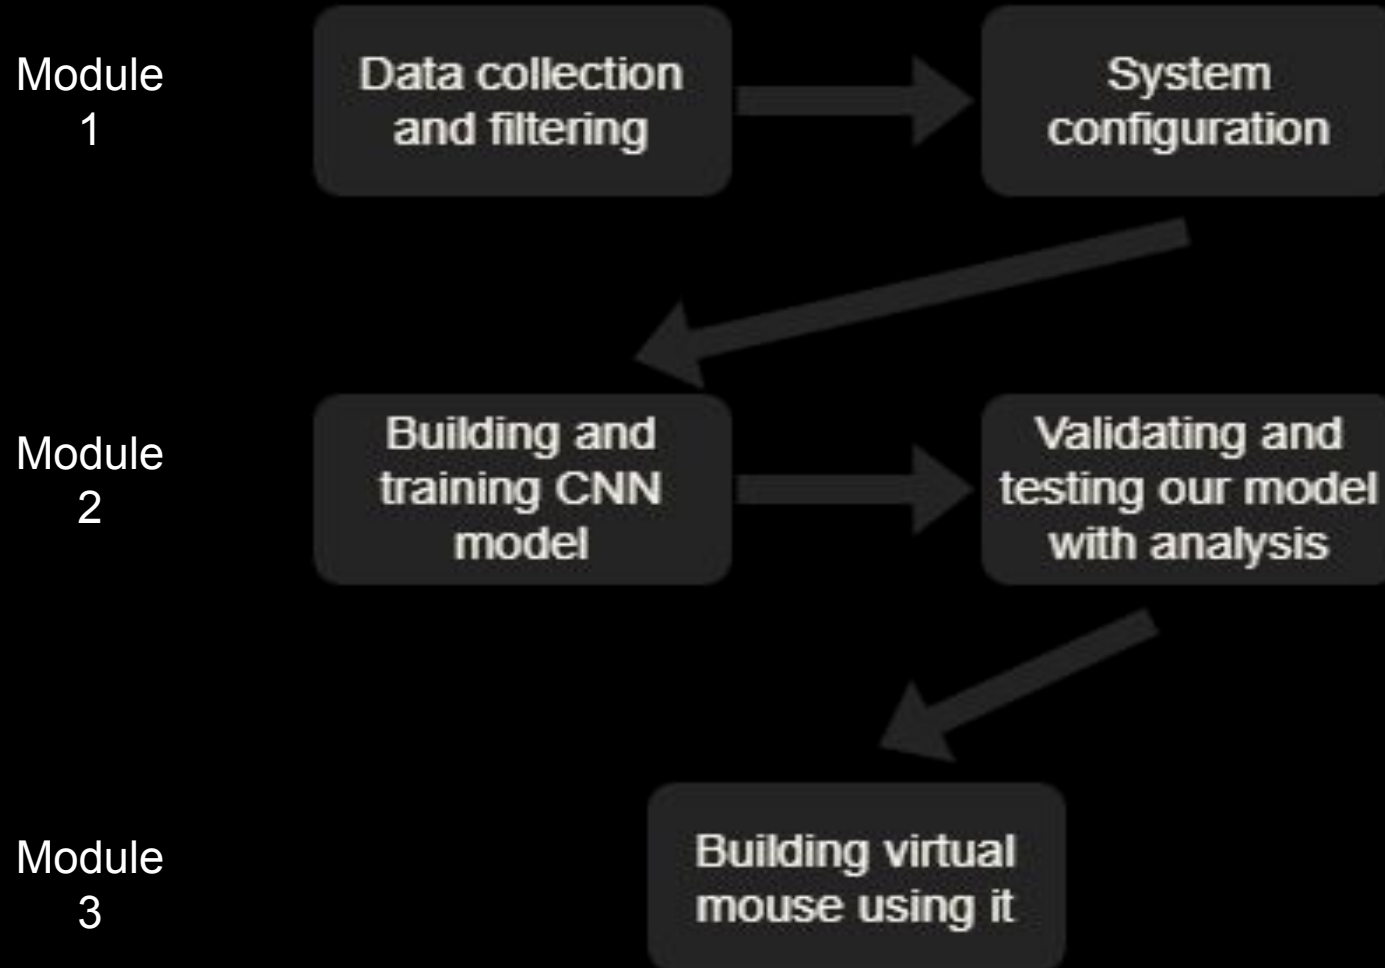 Module
1
Data collection
and filtering
System
configuration
Module
2
Building and
training CNN
model
Validating and
testing our model
with analysis
Module
3
Building virtual
mouse using it